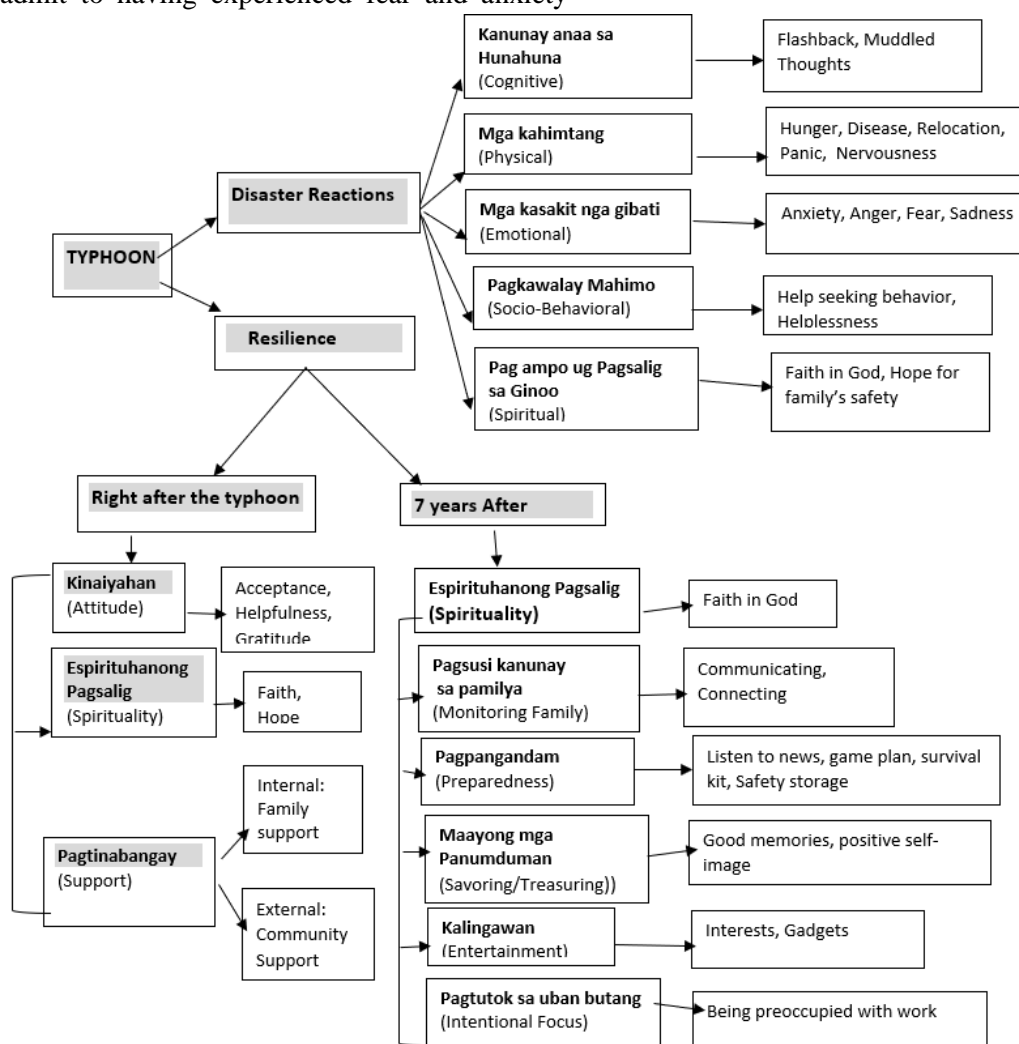 admit to having experienced fear and anxiety
Kanunay anaa sa
Hunahuna
(Cognitive)
Flashback, Muddled
Thoughts
Mga kahimtang
(Physical)
Hunger, Disease, Relocation,
Panic, Nervousness
Disaster Reactions
Mga kasakit nga gibati
(Emotional)
Anxiety, Anger, Fear, Sadness
TYPHOON
Pagkawalay Mahimo
(Socio-Behavioral)
Help seeking behavior,
Helplessness
Resilience
Pag ampo ug Pagsalig
sa Ginoo
(Spiritual)
Faith in God, Hope for
family's safety
Right after the typhoon
7 years After
Kinaiyahan
(Attitude)
Acceptance,
Helpfulness,
Gratitude
Espirituhanong
Pagsalig
(Spirituality)
Faith,
Hope
Pagtinabangay
(Support)
Internal:
Family
support
External:
Community
Support
Espirituhanong Pagsalig
(Spirituality)
Faith in God
Pagsusi kanunay
sa pamilya
(Monitoring Family)
Communicating,
Connecting
Pagpangandam
(Preparedness)
Listen to news, game plan, survival
kit, Safety storage
Maayong mga
Panumduman
(Savoring/Treasuring))
Good memories, positive self-
image
Kalingawan
(Entertainment)
Interests, Gadgets
Pagtutok sa uban butang
(Intentional Focus)
Being preoccupied with work